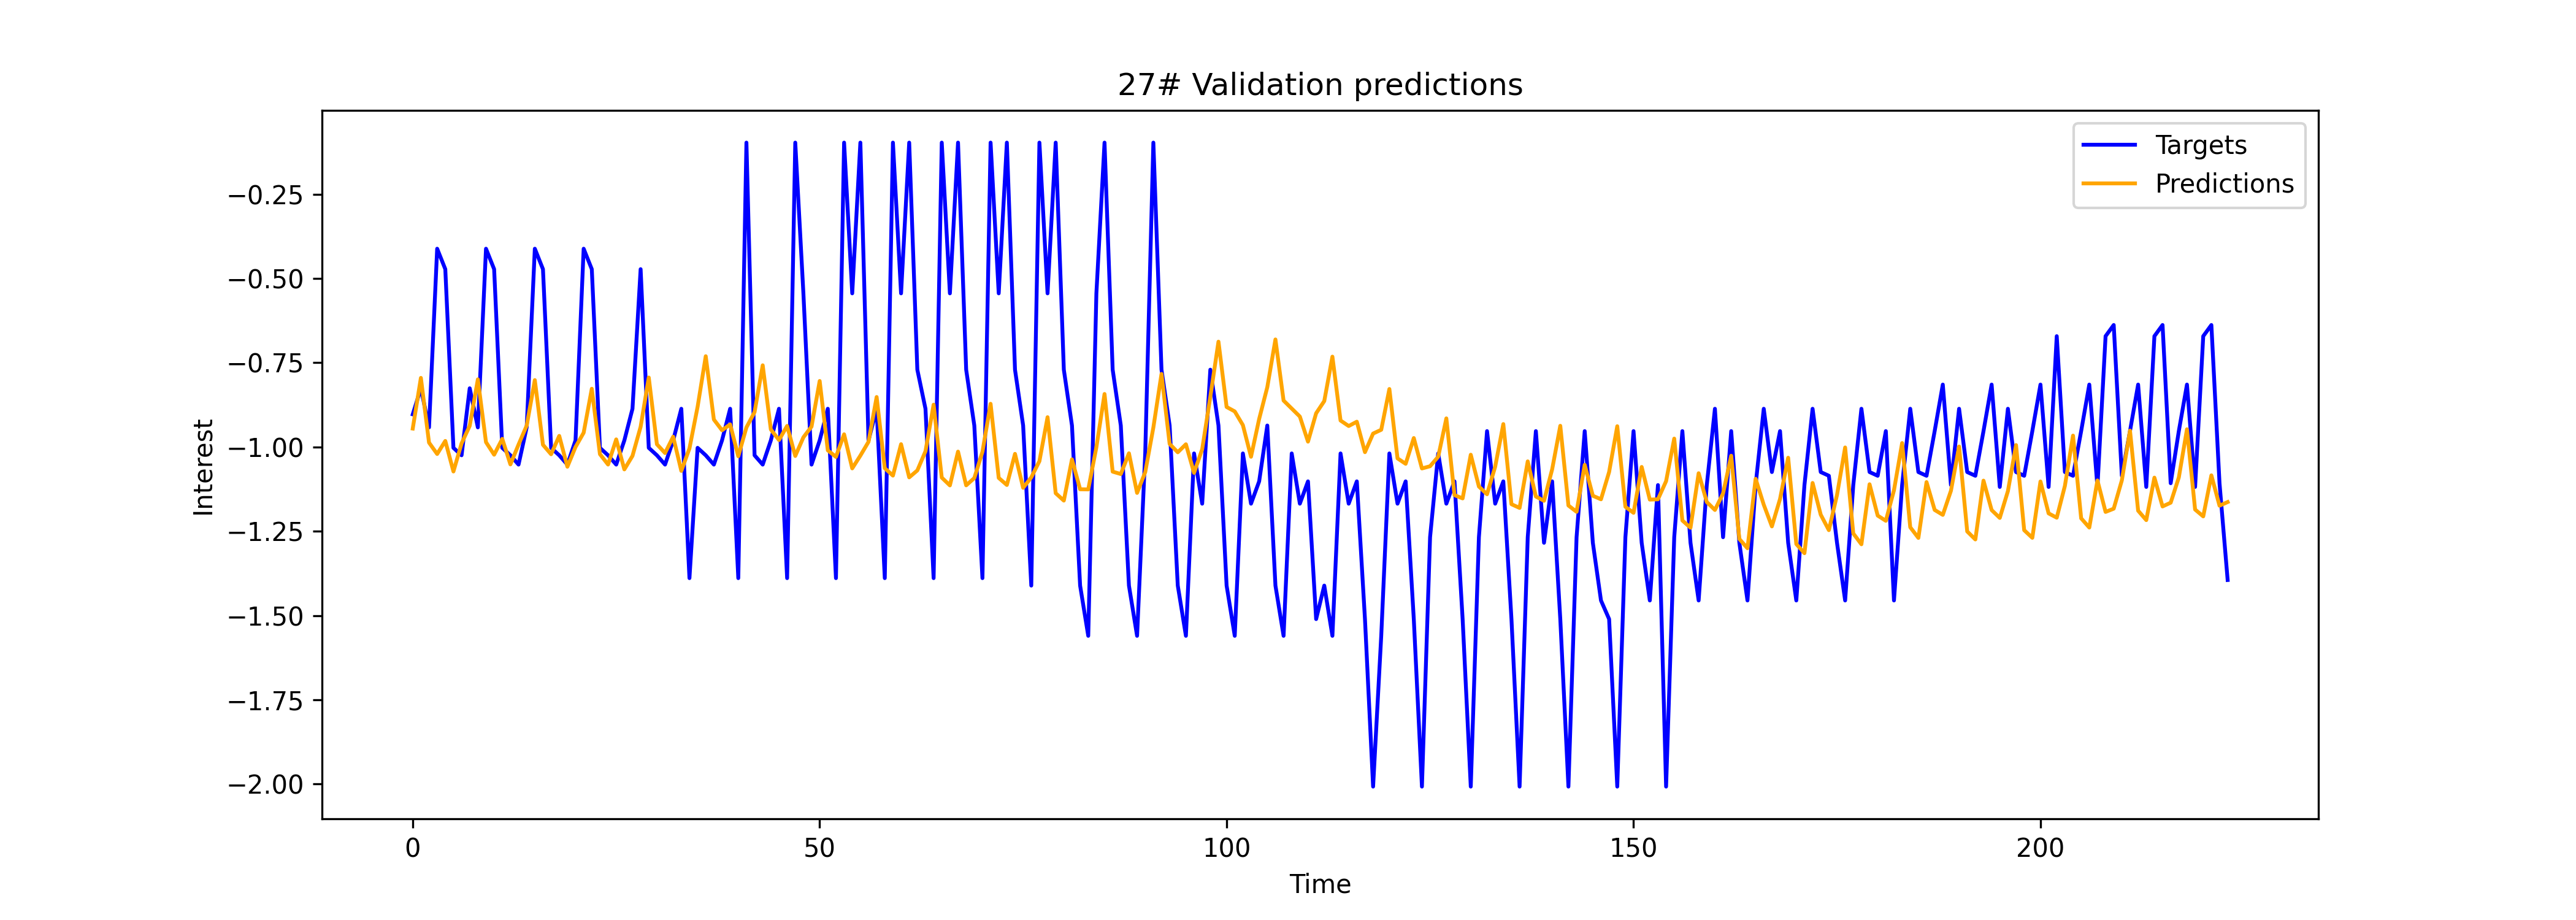 27# Validation predictions
Targets
Predictions
−0.25
−0.50
−0.75
−1.00
−1.25
−1.50
−1.75
−2.00
Interest
0 50 100 150 200
Time